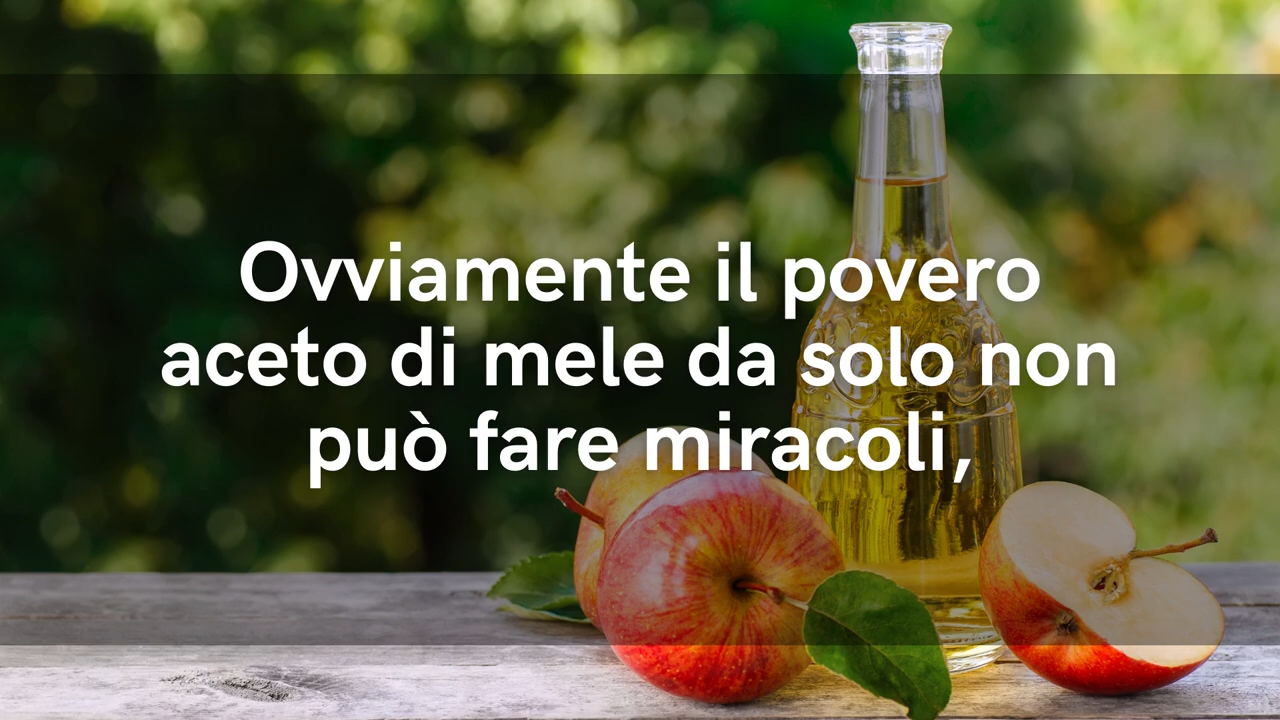 Ovviamente il povero
aceto di mele da solo non
può fare miracoli,